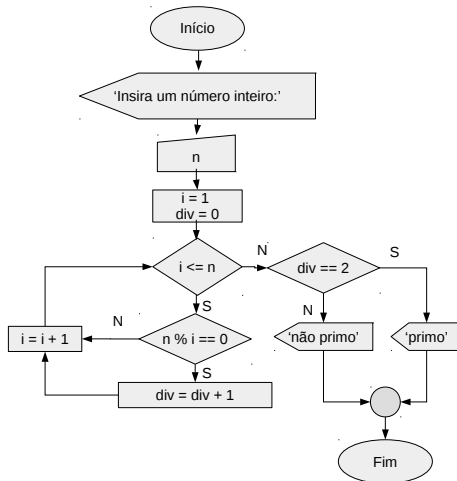 Início
‘Insira um número inteiro:’
n
i = 1
div = 0
i <= n
N
div == 2
S
S
N
N
n % i == 0
i = i + 1
‘não primo’
‘primo’
S
div = div + 1
Fim